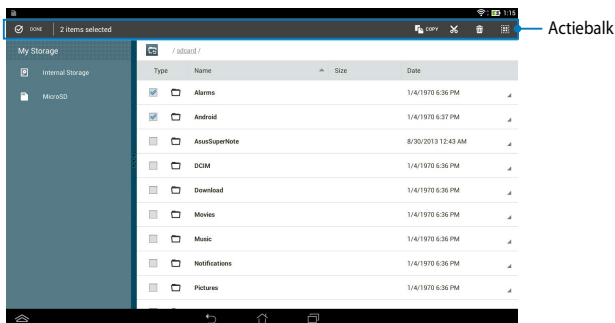 1:15
DONE 2 items selected COPY
Actiebalk
My Storage
/ sdcard /
Internal Storage
MicroSD
Type Name Size Date
Alarms 1/4/1970 6:36 PM
Android 1/4/1970 6:37 PM
AsusSuperNote 8/30/2013 12:43 AM
DCIM 1/4/1970 6:36 PM
Download 1/4/1970 6:36 PM
Movies 1/4/1970 6:36 PM
Music 1/4/1970 6:36 PM
Notifications 1/4/1970 6:36 PM
Pictures 1/4/1970 6:36 PM